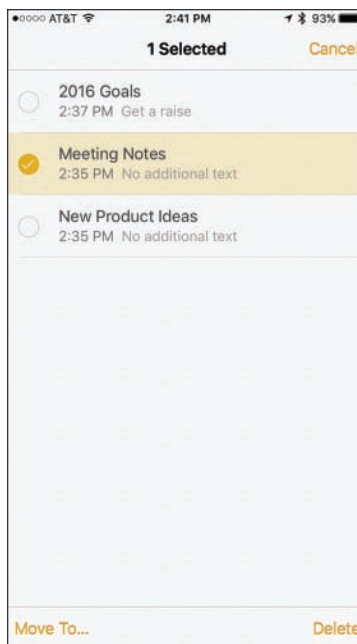 AT&T 2:41 PM 93%
1 Selected Cancel
2016 Goals
2:37 PM Get a raise
Meeting Notes
2:35 PM No additional text
New Product Ideas
2:35 PM No additional text
Move To... Delete